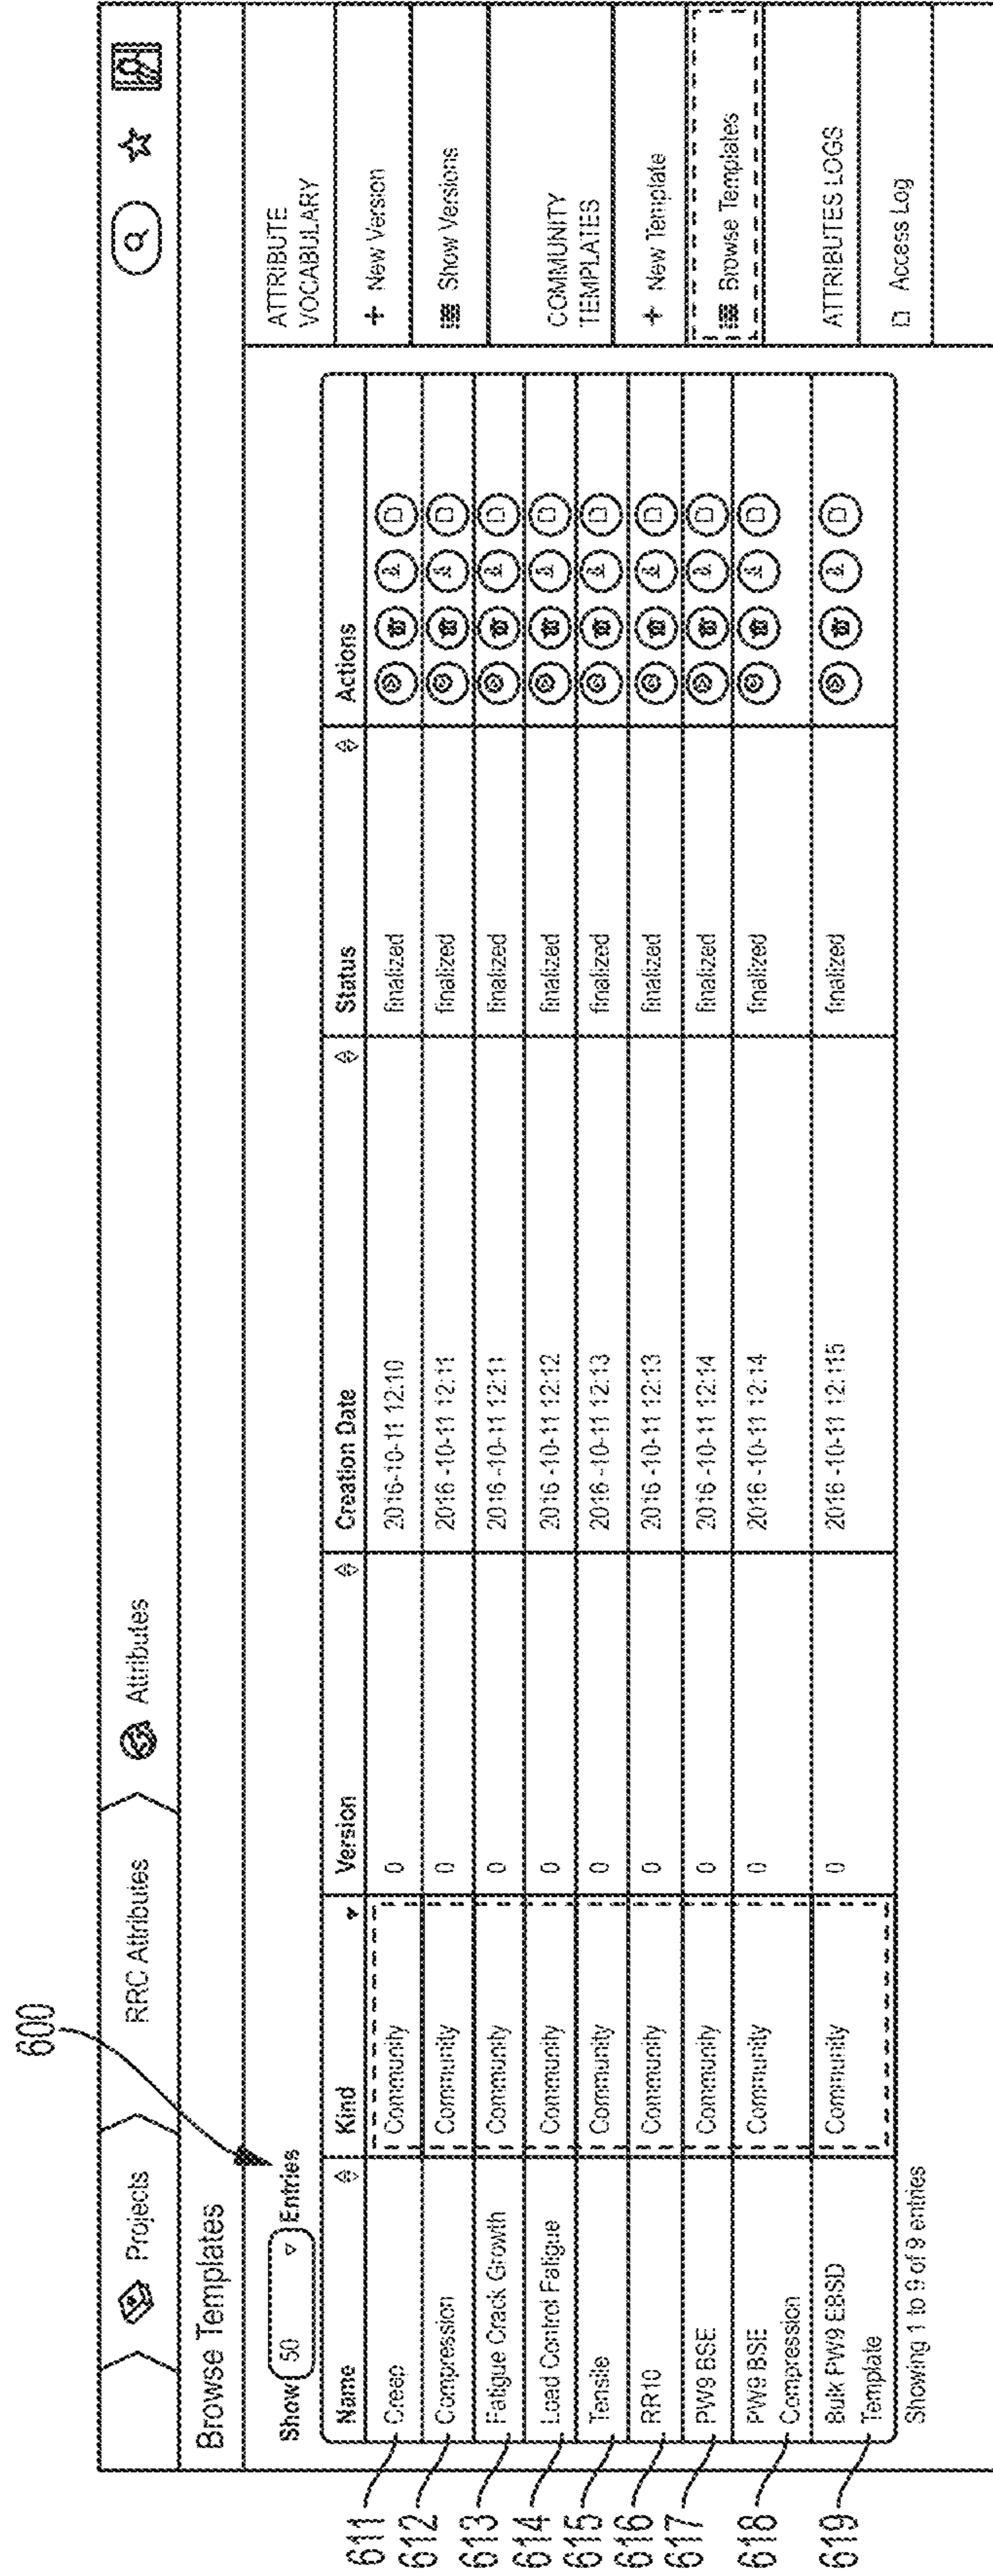 600
Projects
RRC Attributes
Attributes
Browse Templates
Show 50 Entries
Name Kind Version Creation Date Status Actions
611 Creep Community 0 2016-10-11 12:10 finalized
612 Compression Community 0 2016-10-11 12:11 finalized
613 Fatigue Crack Growth Community 0 2016-10-11 12:11 finalized
614 Load Control Fatigue Community 0 2016-10-11 12:12 finalized
615 Tensile Community 0 2016-10-11 12:13 finalized
616 RR10 Community 0 2016-10-11 12:13 finalized
617 PW9 BSE Community 0 2016-10-11 12:14 finalized
618 PW9 BSE Community 0 2016-10-11 12:14 finalized
Compression
619 Bulk PW9 EBSD Community 0 2016-10-11 12:115 finalized
Template
Showing 1 to 9 of 9 entries
ATTRIBUTE
VOCABULARY
+ New Version
Show Versions
COMMUNITY
TEMPLATES
+ New Template
Browse Templates
ATTRIBUTES LOGS
Access Log